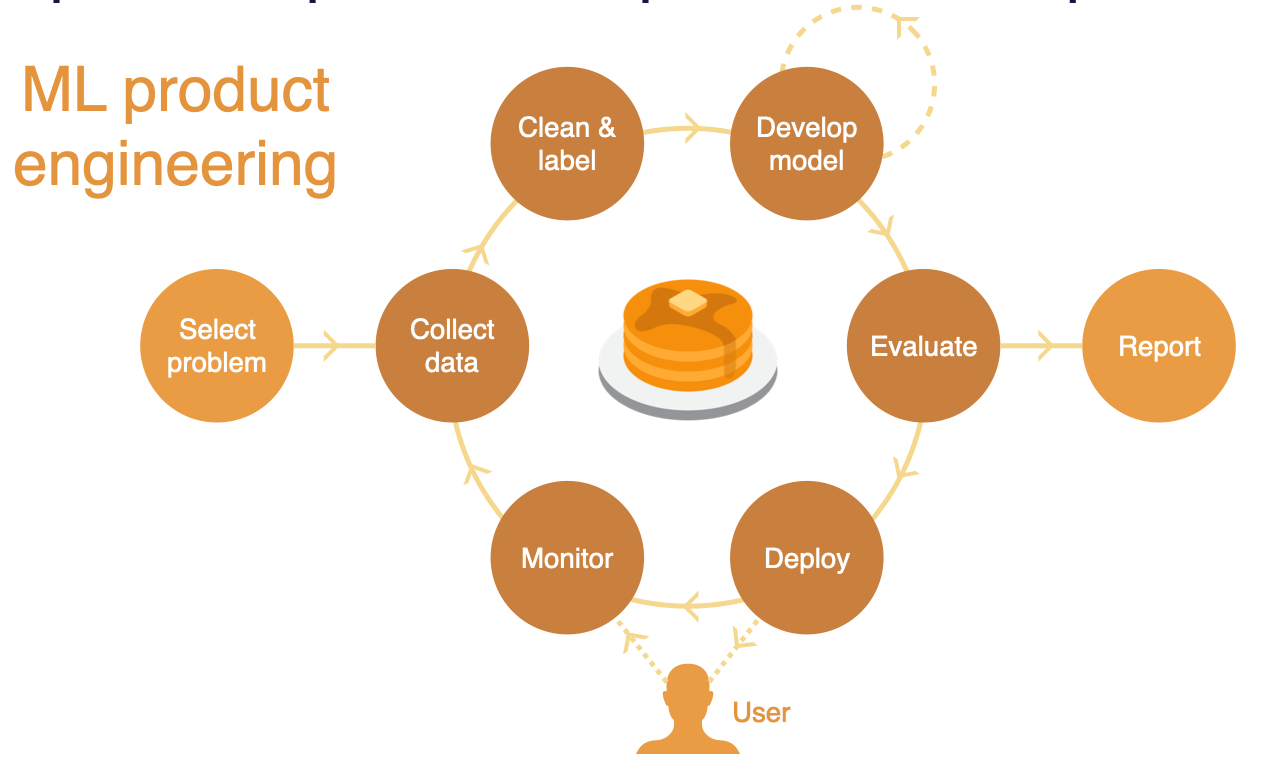 ML product
engineering
Clean &
label
Develop
model
Select
problem
Collect
data
Evaluate
Report
Monitor
Deploy
User